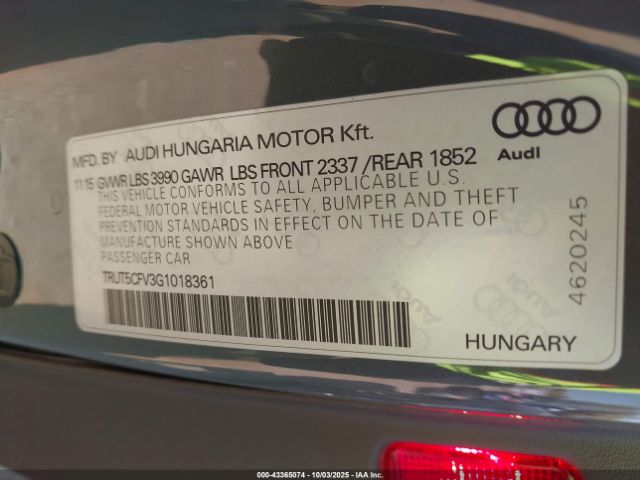 MFD. BY AUDI HUNGARIA MOTOR Kft.
11 15 GVWR LBS 3990 GAWR LBS FRONT 2337 /REAR 1852
THIS VEHICLE CONFORMS TO ALL APPLICABLE U.S.
FEDERAL MOTOR VEHICLE SAFETY, BUMPER AND THEFT
PREVENTION STANDARDS IN EFFECT ON THE DATE OF
MANUFACTURE SHOWN ABOVE
PASSENGER CAR
TRUT5CFV3G1018361
Audi
4620245
HUNGARY
000-43365074 - 10/03/2025 - IAA, Inc.